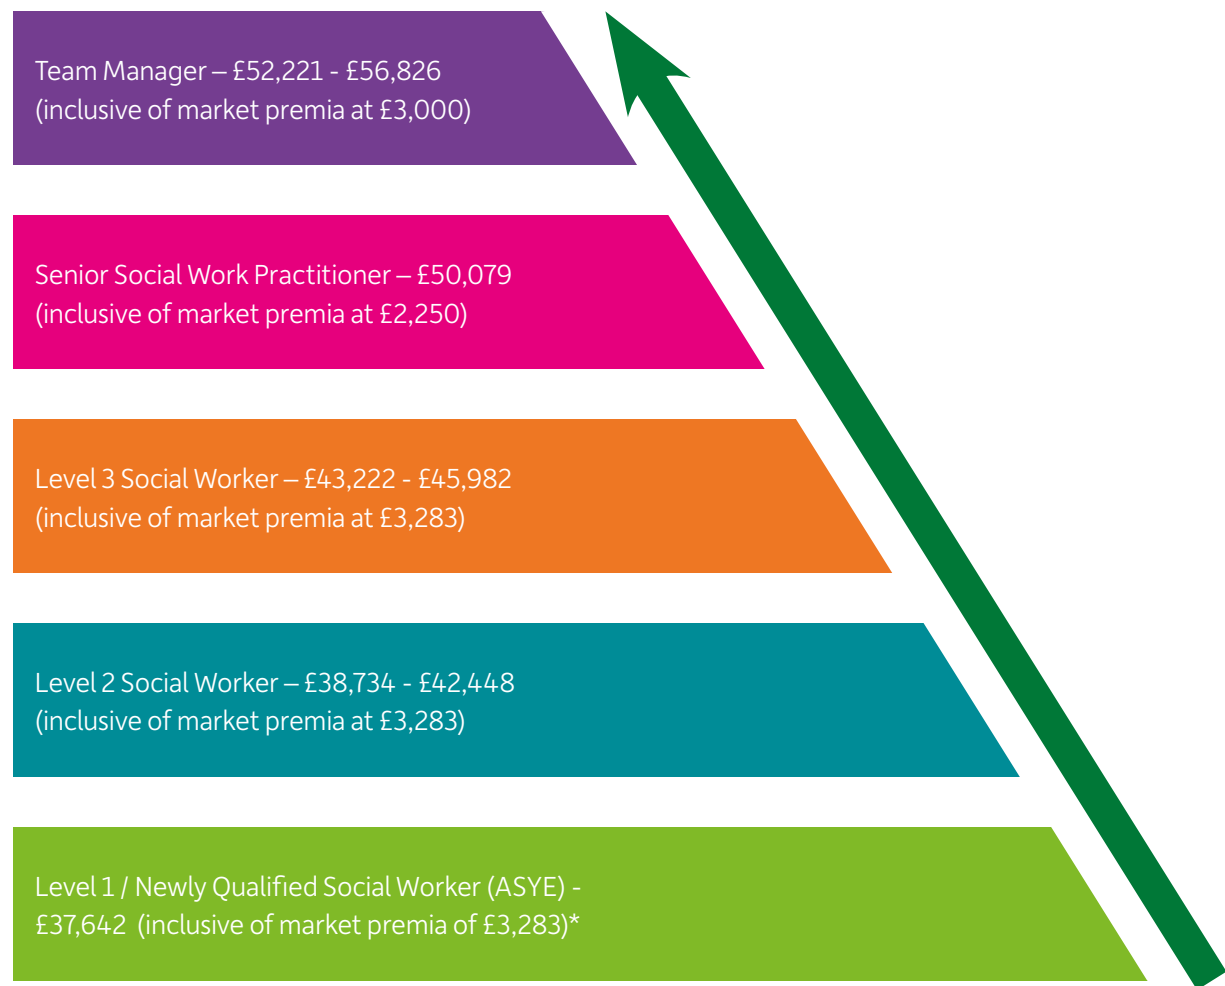 Team Manager – £52,221 - £56,826
(inclusive of market premia at £3,000)
Senior Social Work Practitioner – £50,079
(inclusive of market premia at £2,250)
Level 3 Social Worker – £43,222 - £45,982
(inclusive of market premia at £3,283)
Level 2 Social Worker – £38,734 - £42,448
(inclusive of market premia at £3,283)
Level 1 / Newly Qualified Social Worker (ASYE) -
£37,642  (inclusive of market premia of £3,283)*